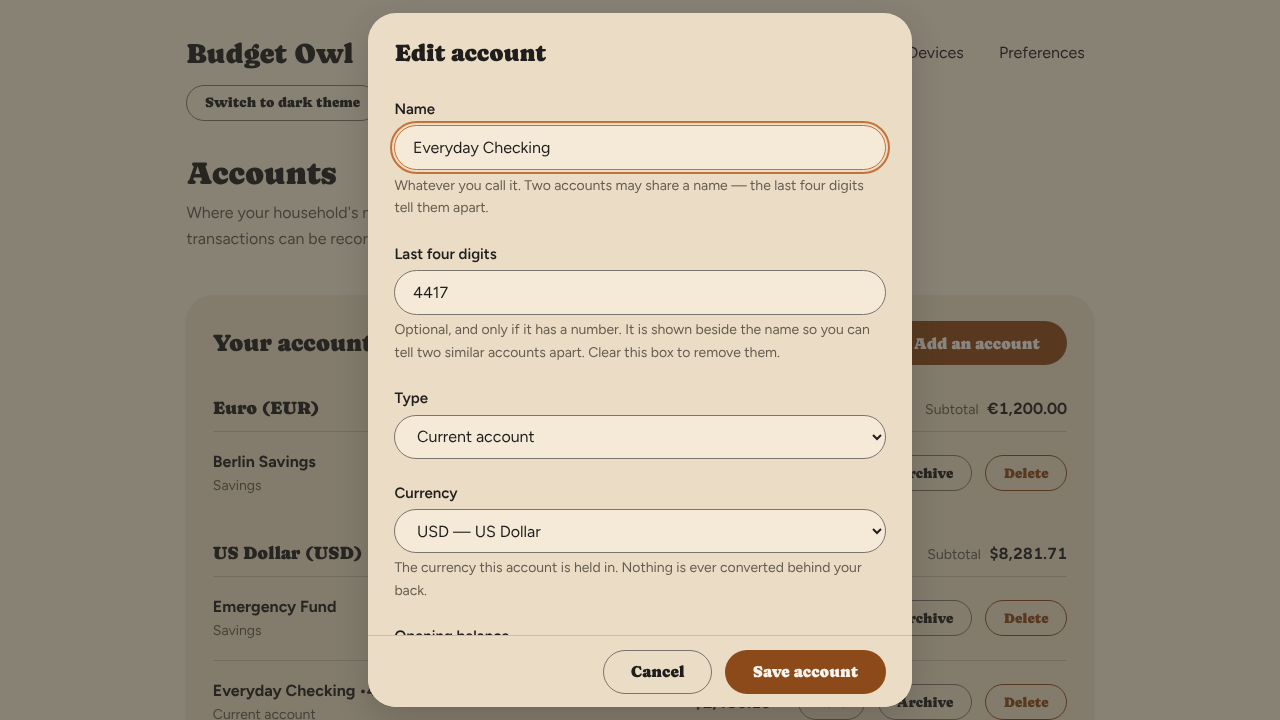 Budget Owl
Devices
Preferences
Switch to dark theme
Accounts
Where your household's
transactions can be
Your account
Add an account
Euro (EUR)
Subtotal €1,200.00
Berlin Savings
Savings
Delete
US Dollar (USD)
Subtotal $8,281.71
Emergency Fund
Savings
Delete
Everyday Checking
Current account
Archive
Delete
Edit account
Name
Everyday Checking
Whatever you call it. Two accounts may share a name — the last four digits
tell them apart.
Last four digits
4417
Optional, and only if it has a number. It is shown beside the name so you can
tell two similar accounts apart. Clear this box to remove them.
Type
Current account
Currency
USD — US Dollar
The currency this account is held in. Nothing is ever converted behind your
back.
Opening balance
Cancel
Save account